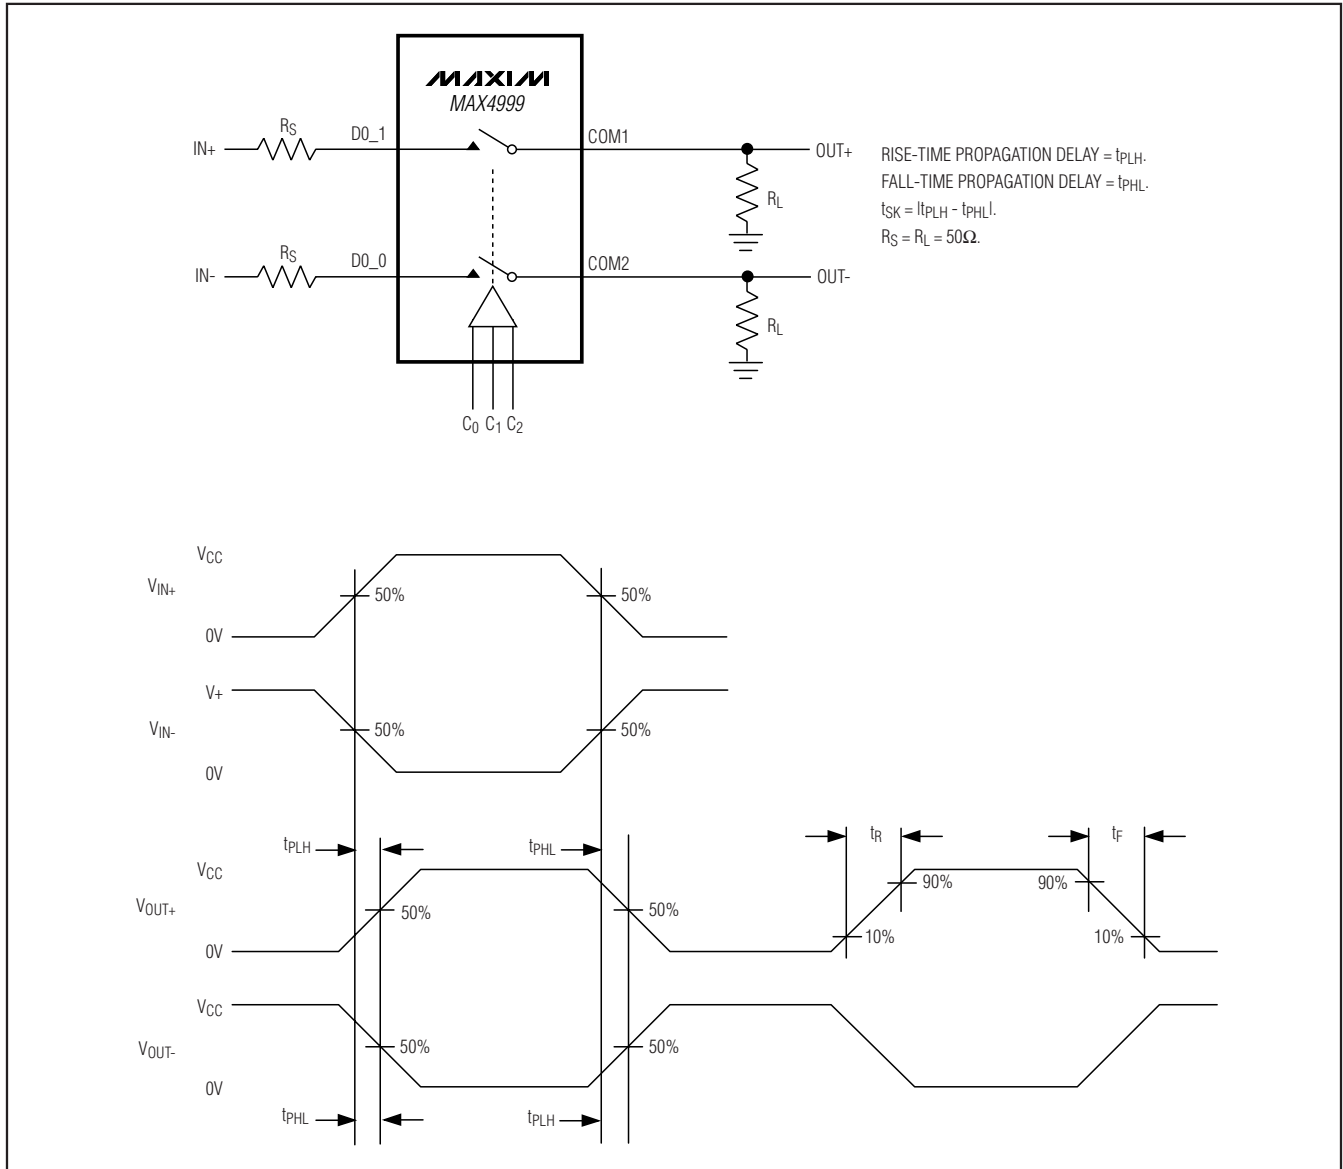 MAXIM
MAX4999
IN+ RS D0_1 COM1 OUT+
RL
IN- RS D0_0 COM2 OUT-
RL
C0 C1 C2
RISE-TIME PROPAGATION DELAY = tPLH.
FALL-TIME PROPAGATION DELAY = tPHL.
tSK = |tPLH - tPHL|.
RS = RL = 50Ω.
VCC
VIN+ 50% 50%
0V
V+
VIN- 50% 50%
0V
tPLH tPHL tR tF
VCC
90% 90%
VOUT+ 50% 50%
10% 10%
0V
VCC
VOUT- 50% 50%
0V
tPHL tPLH